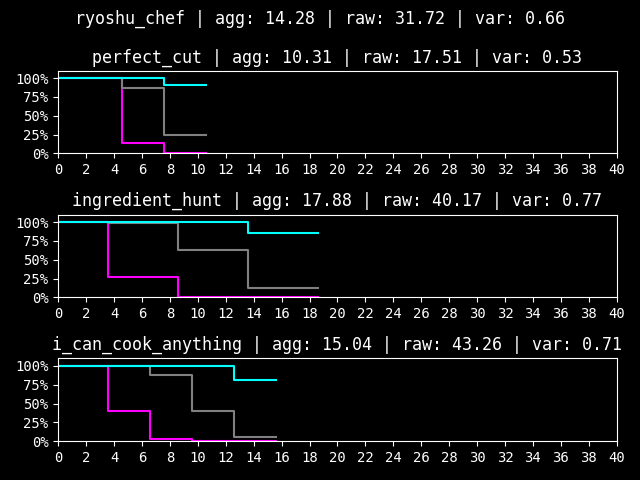 ryoshu_chef | agg: 14.28 | raw: 31.72 | var: 0.66
perfect_cut | agg: 10.31 | raw: 17.51 | var: 0.53
100%
75%
50%
25%
0%
0 2 4 6 8 10 12 14 16 18 20 22 24 26 28 30 32 34 36 38 40
ingredient_hunt | agg: 17.88 | raw: 40.17 | var: 0.77
100%
75%
50%
25%
0%
0 2 4 6 8 10 12 14 16 18 20 22 24 26 28 30 32 34 36 38 40
i_can_cook_anything | agg: 15.04 | raw: 43.26 | var: 0.71
100%
75%
50%
25%
0%
0 2 4 6 8 10 12 14 16 18 20 22 24 26 28 30 32 34 36 38 40